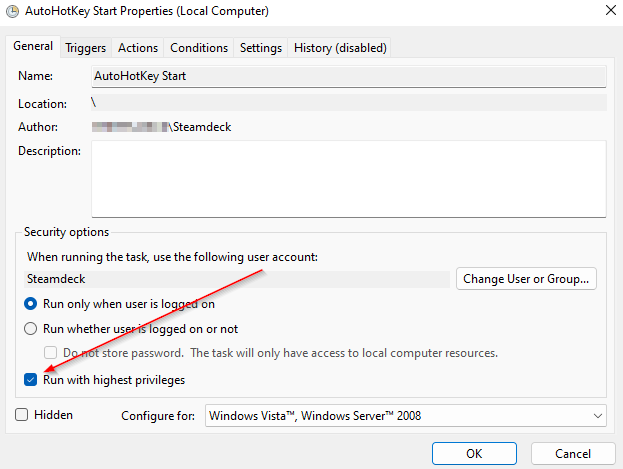 AutoHotKey Start Properties (Local Computer)
General Triggers Actions Conditions Settings History (disabled)
Name: AutoHotKey Start
Location: \
Author: \Steamdeck
Description:
Security options
When running the task, use the following user account:
Steamdeck Change User or Group...
Run only when user is logged on
Run whether user is logged on or not
Do not store password. The task will only have access to local computer resources.
Run with highest privileges
Hidden Configure for: Windows Vista™, Windows Server™ 2008
OK Cancel